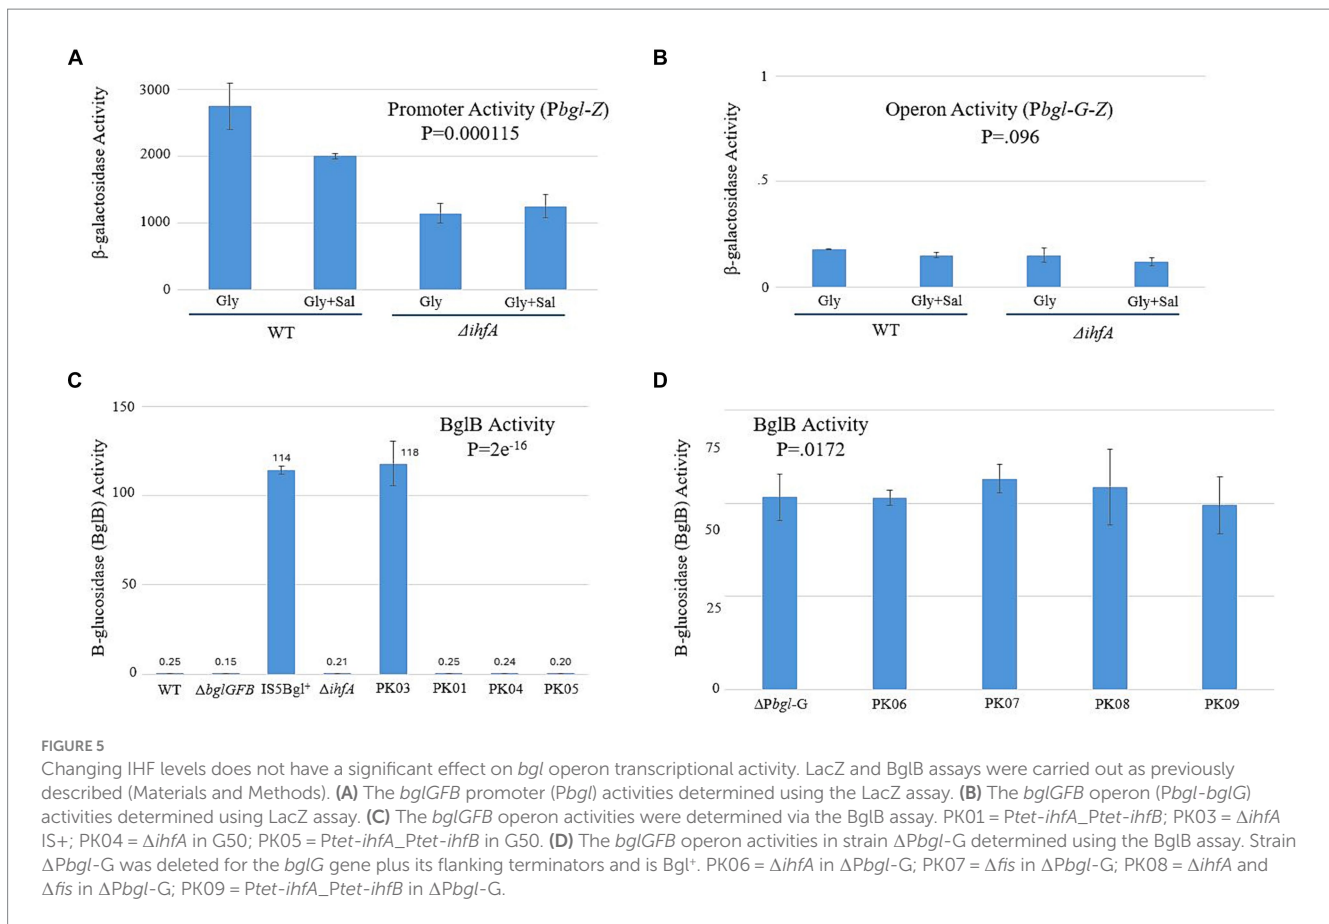 A
β-galactosidase Activity
3000
2000
1000
0
Promoter Activity (Pbgl-Z)
P=0.000115
Gly
Gly+Sal
Gly
Gly+Sal
WT
ΔihfA
B
β-galactosidase Activity
1
.5
0
Operon Activity (Pbgl-G-Z)
P=.096
Gly
Gly+Sal
Gly
Gly+Sal
WT
ΔihfA
C
B-glucosidase (BglB) Activity
150
100
50
0
BglB Activity
P=2e-16
0.25
0.15
114
0.21
118
0.25
0.24
0.20
WT
ΔbglGFB
IS5Bgl+
ΔihfA
PK03
PK01
PK04
PK05
D
B-glucosidase (BglB) Activity
75
50
25
0
BglB Activity
P=.0172
ΔPbgl-G
PK06
PK07
PK08
PK09
FIGURE 5
Changing IHF levels does not have a significant effect on bgl operon transcriptional activity. LacZ and BglB assays were carried out as previously
described (Materials and Methods). (A) The bglGFB promoter (Pbgl) activities determined using the LacZ assay. (B) The bglGFB operon (Pbgl-bglG)
activities determined using LacZ assay. (C) The bglGFB operon activities were determined via the BglB assay. PK01 = Ptet-ihfA_Ptet-ihfB; PK03 = ΔihfA
IS+; PK04 = ΔihfA in G50; PK05 = Ptet-ihfA_Ptet-ihfB in G50. (D) The bglGFB operon activities in strain ΔPbgl-G determined using the BglB assay. Strain
ΔPbgl-G was deleted for the bglG gene plus its flanking terminators and is Bgl+. PK06 = ΔihfA in ΔPbgl-G; PK07 = Δfis in ΔPbgl-G; PK08 = ΔihfA and
Δfis in ΔPbgl-G; PK09 = Ptet-ihfA_Ptet-ihfB in ΔPbgl-G.